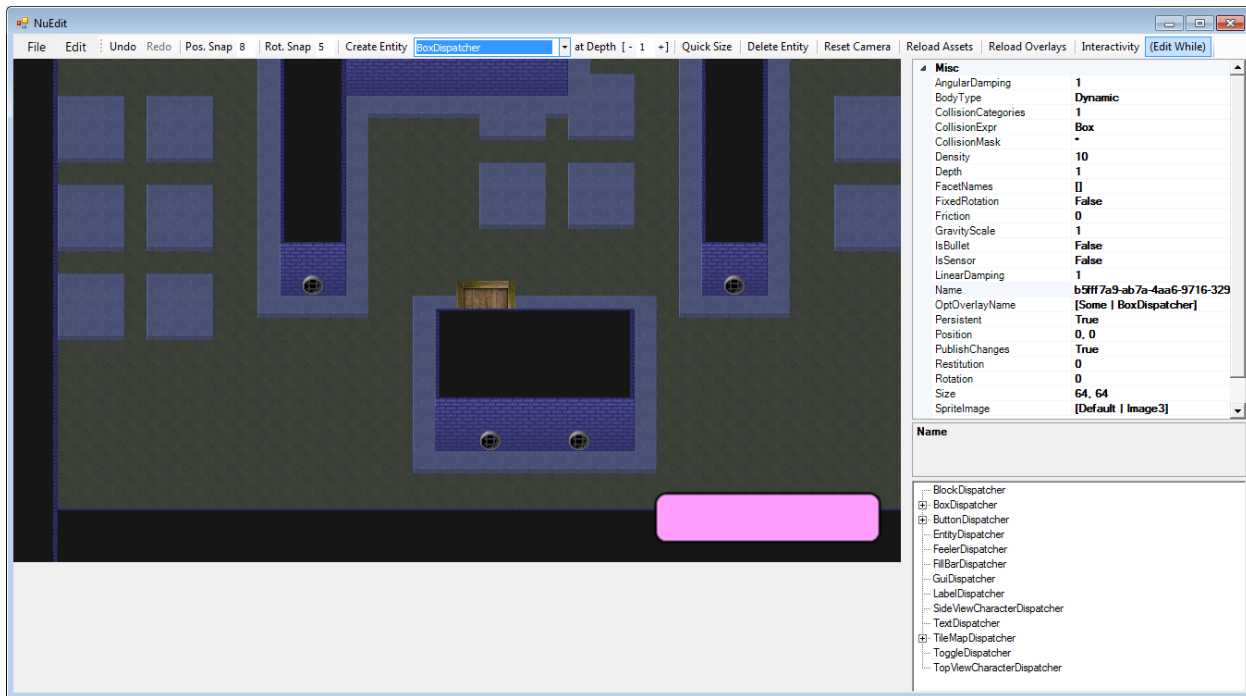 NuEdit
File Edit Undo Redo Pos. Snap 8 Rot. Snap 5 Create Entity BoxDispatcher at Depth [ - 1 + ] Quick Size Delete Entity Reset Camera Reload Assets Reload Overlays Interactivity (Edit While)
Misc
AngularDamping 1
BodyType Dynamic
CollisionCategories 1
CollisionExpr Box
CollisionMask *
Density 10
Depth 1
FacetNames []
FixedRotation False
Friction 0
GravityScale 1
IsBullet False
IsSensor False
LinearDamping 1
Name b5fff7a9-ab7a-4aa6-9716-329
OptOverlayName [Some | BoxDispatcher]
Persistent True
Position 0, 0
PublishChanges True
Restitution 0
Rotation 0
Size 64, 64
SpriteImage [Default | Image3]
Name
BlockDispatcher
BoxDispatcher
ButtonDispatcher
EntityDispatcher
FeelerDispatcher
FillBarDispatcher
GuiDispatcher
LabelDispatcher
SideViewCharacterDispatcher
TextDispatcher
TileMapDispatcher
ToggleDispatcher
TopViewCharacterDispatcher